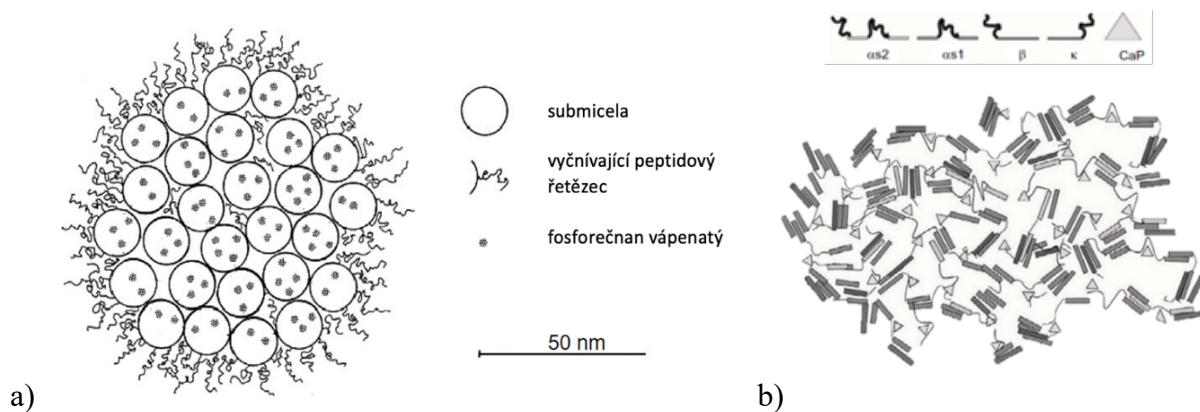 submicela
vyčnívající peptidový
řetězec
fosforečnan vápenatý
50 nm
a)
αs2 αs1 β κ CaP
b)